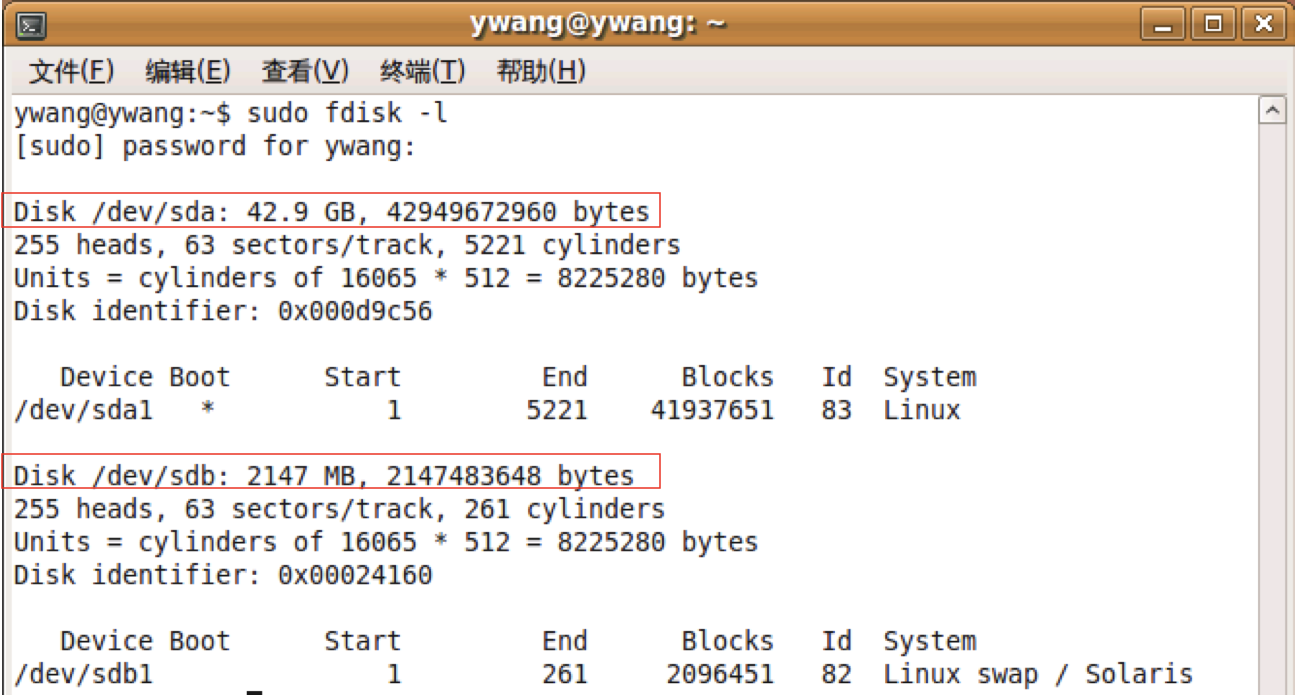 ywang@ywang: ~
文件(F) 编辑(E) 查看(V) 终端(T) 帮助(H)
ywang@ywang:~$ sudo fdisk -l
[sudo] password for ywang:
Disk /dev/sda: 42.9 GB, 42949672960 bytes
255 heads, 63 sectors/track, 5221 cylinders
Units = cylinders of 16065 * 512 = 8225280 bytes
Disk identifier: 0x000d9c56
Device Boot Start End Blocks Id System
/dev/sda1 * 1 5221 41937651 83 Linux
Disk /dev/sdb: 2147 MB, 2147483648 bytes
255 heads, 63 sectors/track, 261 cylinders
Units = cylinders of 16065 * 512 = 8225280 bytes
Disk identifier: 0x00024160
Device Boot Start End Blocks Id System
/dev/sdb1 1 261 2096451 82 Linux swap / Solaris